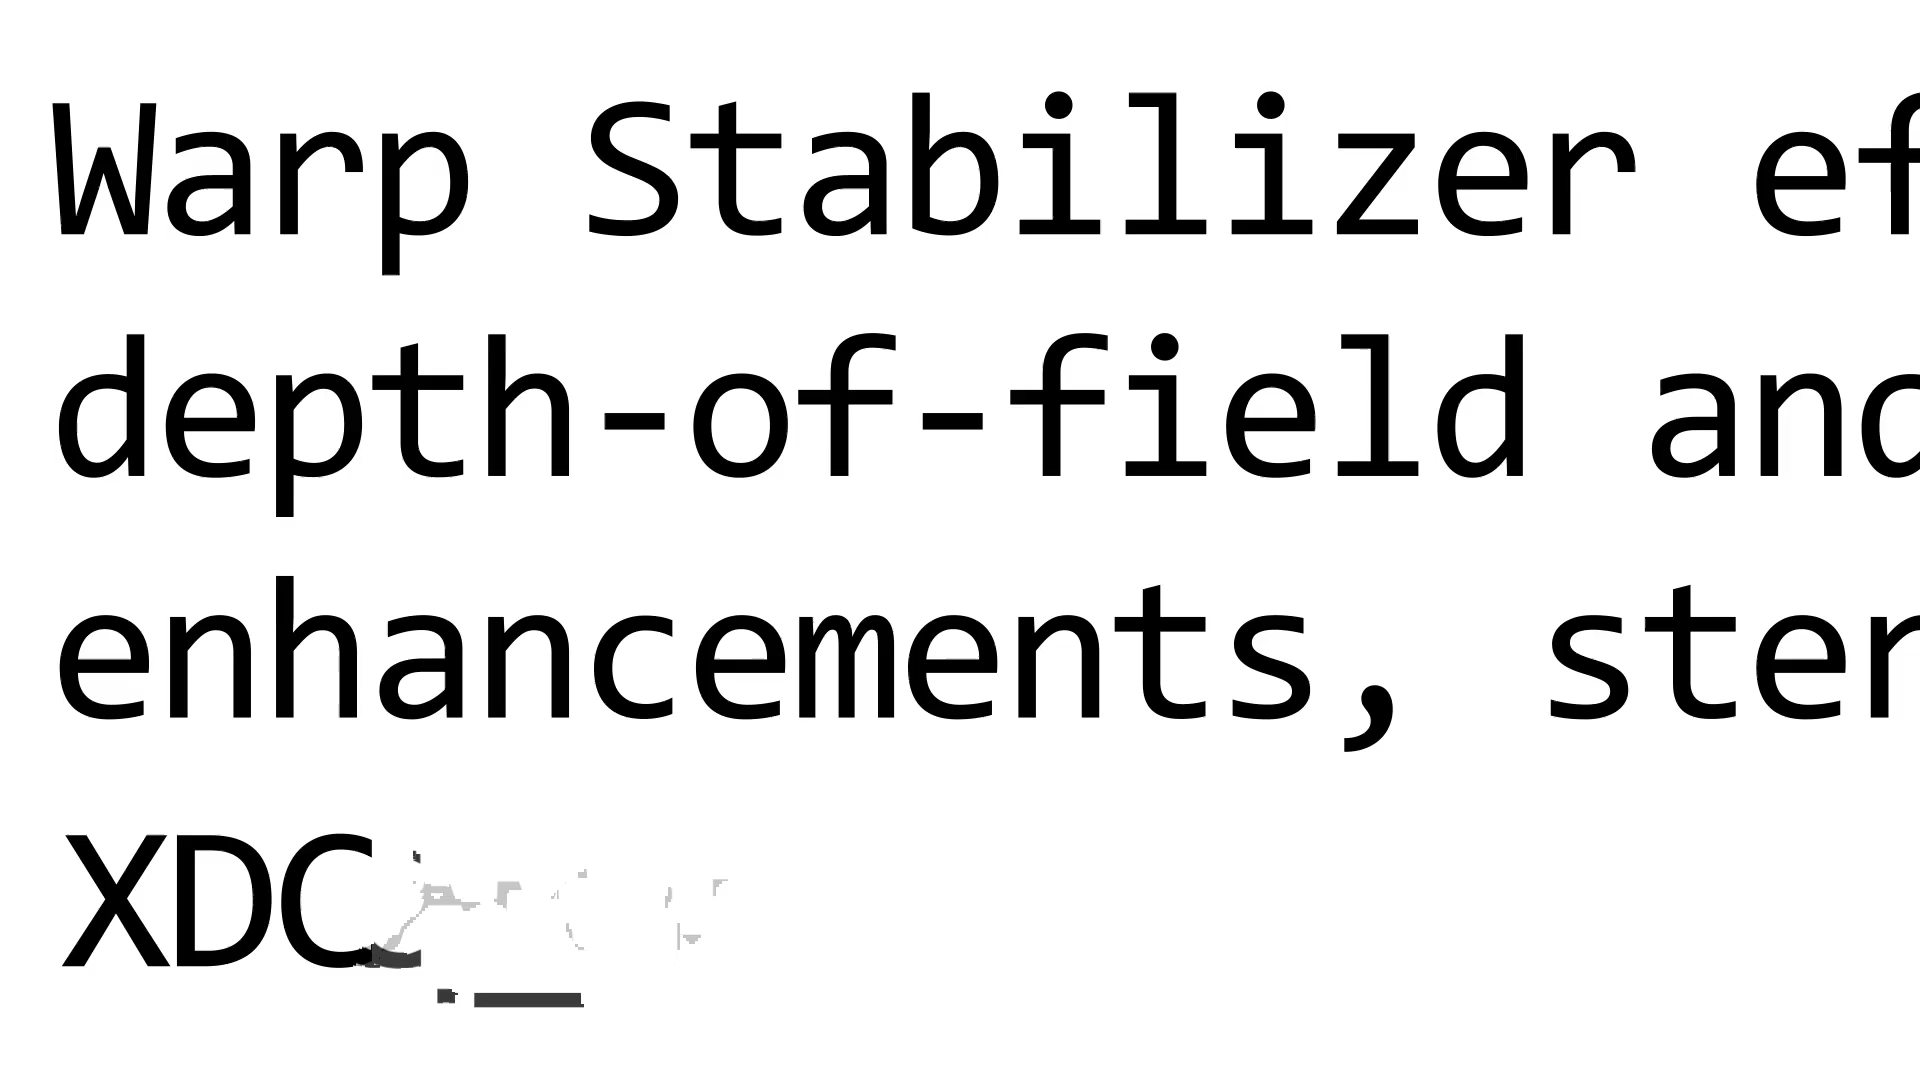 Warp Stabilizer ef
depth-of-field and
enhancements, ster
XDC